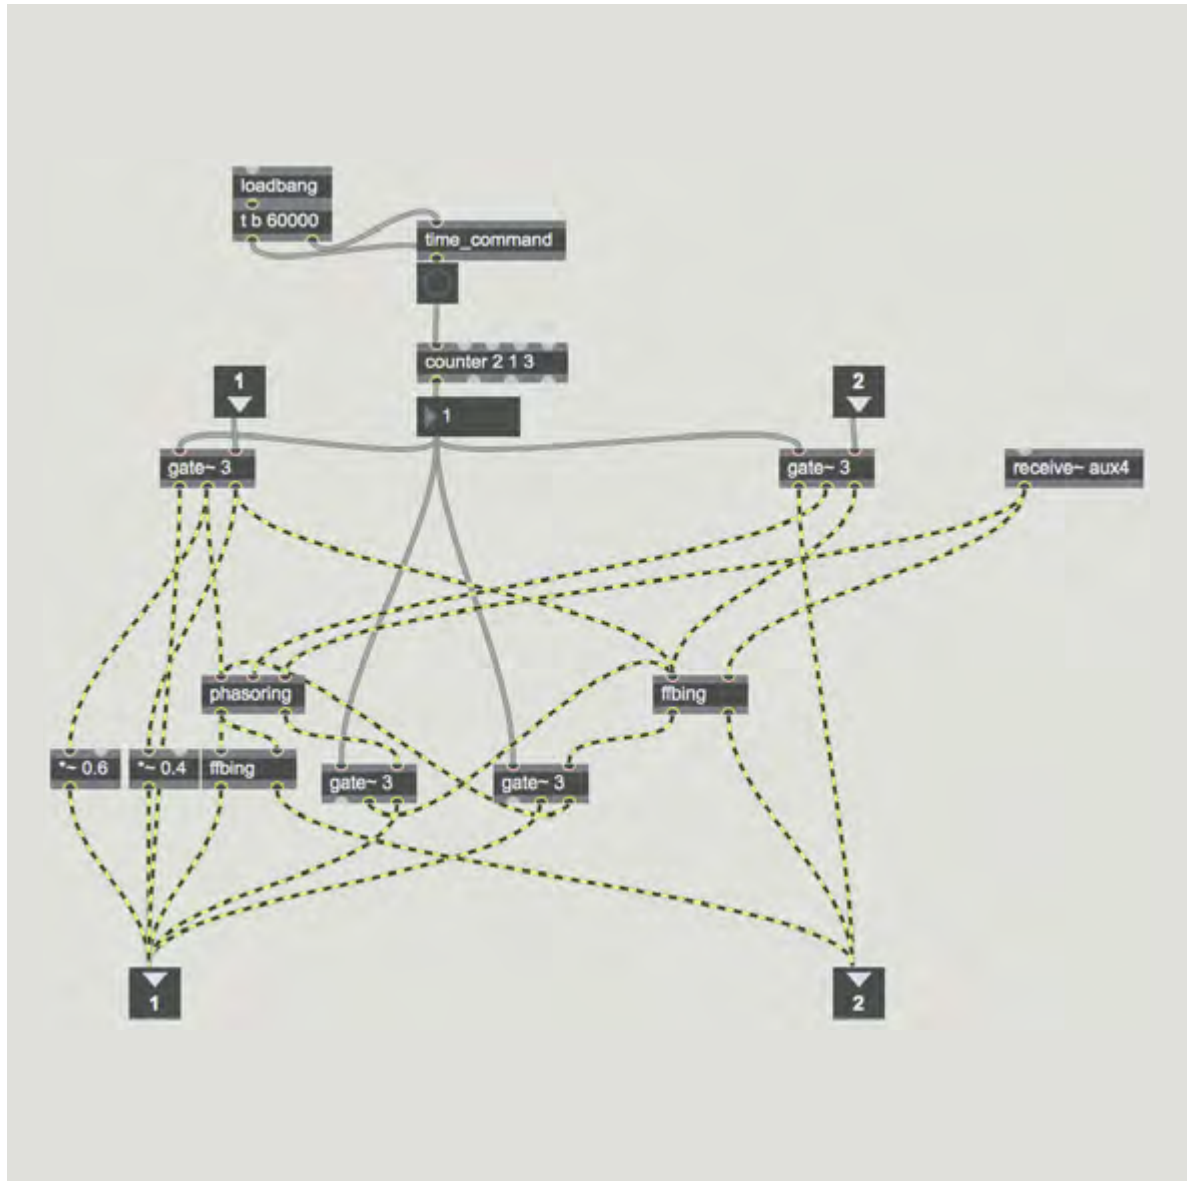 loadbang
t b 60000
time_command
counter 2 1 3
1
2
1
gate~ 3
gate~ 3
receive~ aux4
phasoring
ffbing
*~ 0.6
*~ 0.4
ffbing
gate~ 3
gate~ 3
1
2